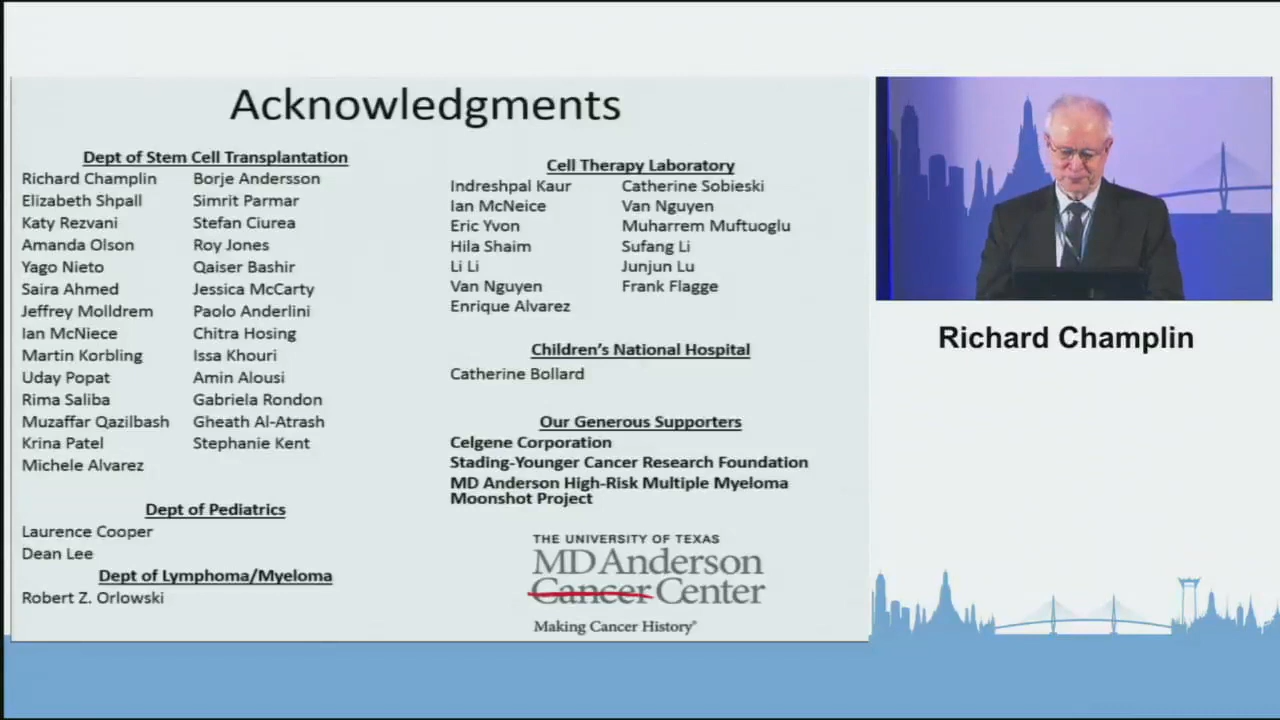 Acknowledgments
Dept of Stem Cell Transplantation
Richard Champlin Borje Andersson
Elizabeth Shpall Simrit Parmar
Katy Rezvani Stefan Ciurea
Amanda Olson Roy Jones
Yago Nieto Qaiser Bashir
Saira Ahmed Jessica McCarty
Jeffrey Molldrem Paolo Anderlini
Ian McNiece Chitra Hosing
Martin Korbling Issa Khouri
Uday Popat Amin Alousi
Rima Saliba Gabriela Rondon
Muzaffar Qazilbash Gheath Al-Atrash
Krina Patel Stephanie Kent
Michele Alvarez
Dept of Pediatrics
Laurence Cooper
Dean Lee
Dept of Lymphoma/Myeloma
Robert Z. Orlowski
Cell Therapy Laboratory
Indreshpal Kaur Catherine Sobieski
Ian McNeice Van Nguyen
Eric Yvon Muharrem Muftuoglu
Hila Shaim Sufang Li
Li Li Junjun Lu
Van Nguyen Frank Flagge
Enrique Alvarez
Children's National Hospital
Catherine Bollard
Our Generous Supporters
Celgene Corporation
Stading-Younger Cancer Research Foundation
MD Anderson High-Risk Multiple Myeloma
Moonshot Project
THE UNIVERSITY OF TEXAS
MD Anderson
Cancer Center
Making Cancer History®
Richard Champlin